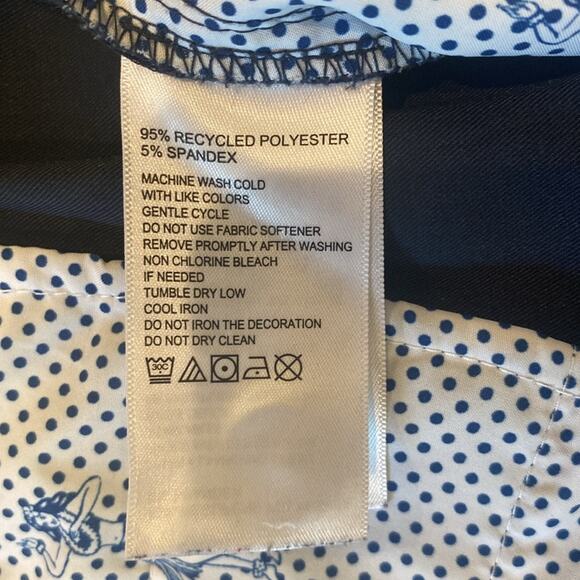 95% RECYCLED POLYESTER
5% SPANDEX
MACHINE WASH COLD
WITH LIKE COLORS
GENTLE CYCLE
DO NOT USE FABRIC SOFTENER
REMOVE PROMPTLY AFTER WASHING
NON CHLORINE BLEACH
IF NEEDED
TUMBLE DRY LOW
COOL IRON
DO NOT IRON THE DECORATION
DO NOT DRY CLEAN
30C